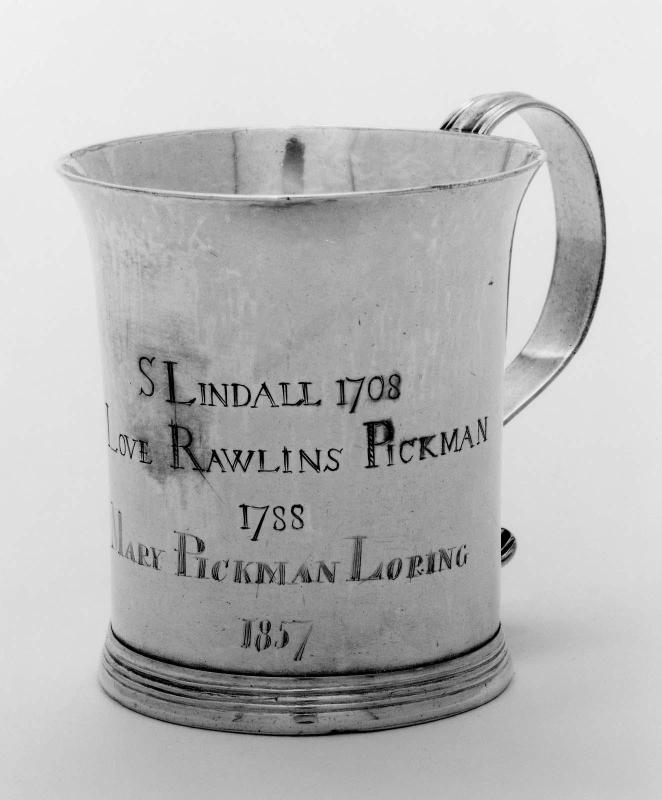 S LINDALL 1708
LOVE RAWLINS PICKMAN
1788
MARY PICKMAN LORING
1857